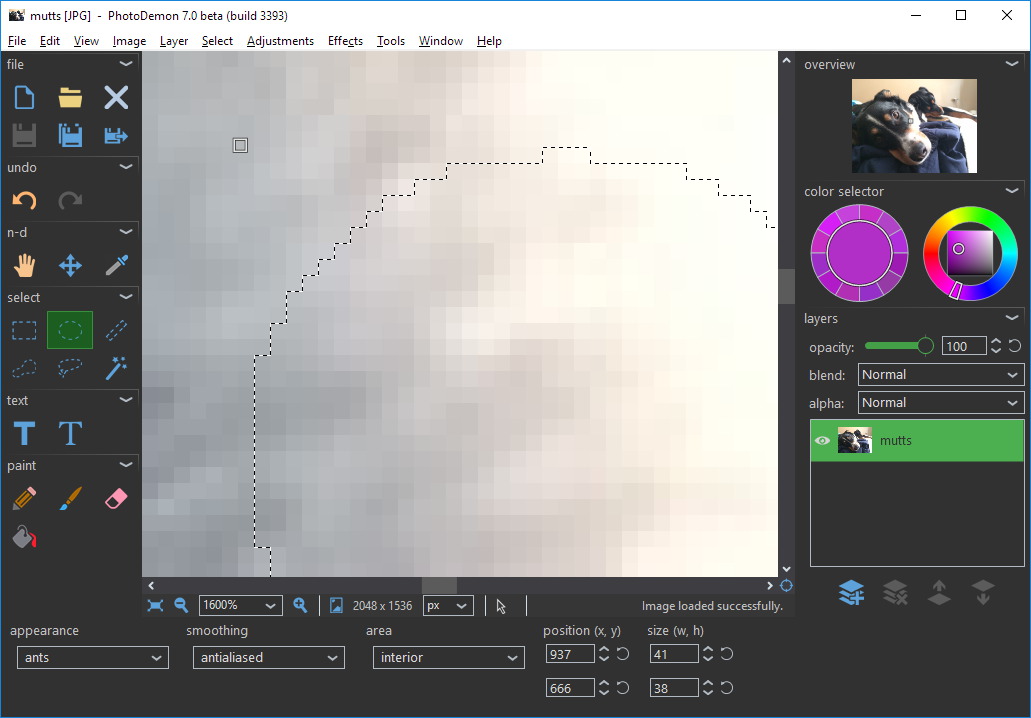 mutts [JPG]  -  PhotoDemon 7.0 beta (build 3393)
File Edit View Image Layer Select Adjustments Effects Tools Window Help
file
undo
n-d
select
text
T T
paint
overview
color selector
layers
opacity: 100
blend: Normal
alpha: Normal
mutts
1600% 2048 x 1536 px Image loaded successfully.
appearance smoothing area position (x, y) size (w, h)
ants antialiased interior 937 41
666 38